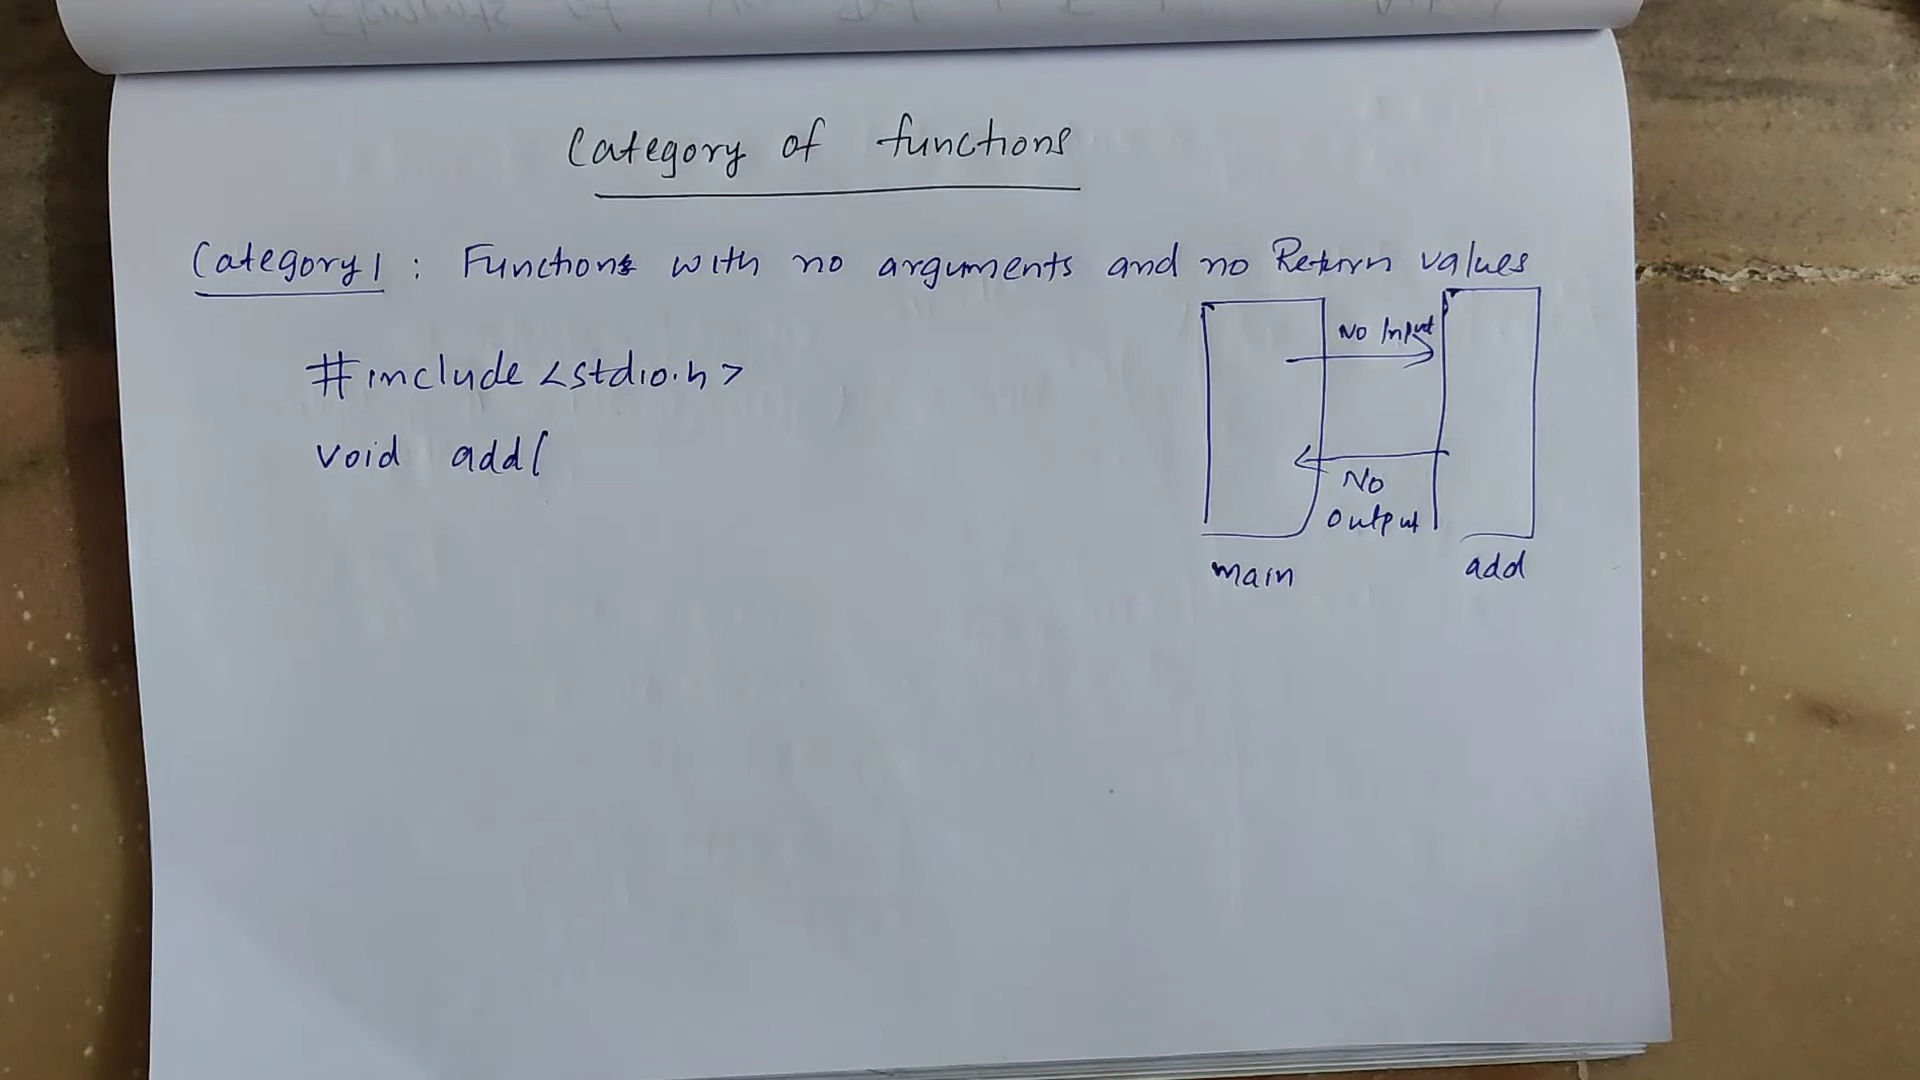 Category of functions
Category 1 : Functions with no arguments and no Return values
#include <stdio.h>
void add(
No Input
No
Output
main
add